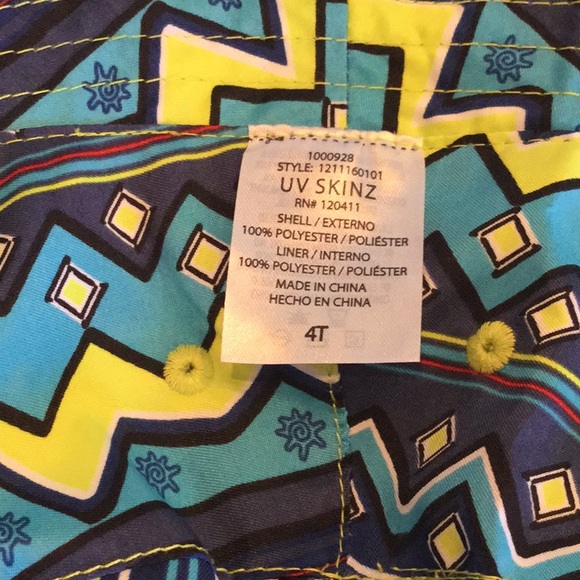 1000928
STYLE: 1211160101
UV SKINZ
RN# 120411
SHELL / EXTERNO
100% POLYESTER / POLIÉSTER
LINER / INTERNO
100% POLYESTER / POLIÉSTER
MADE IN CHINA
HECHO EN CHINA
4T